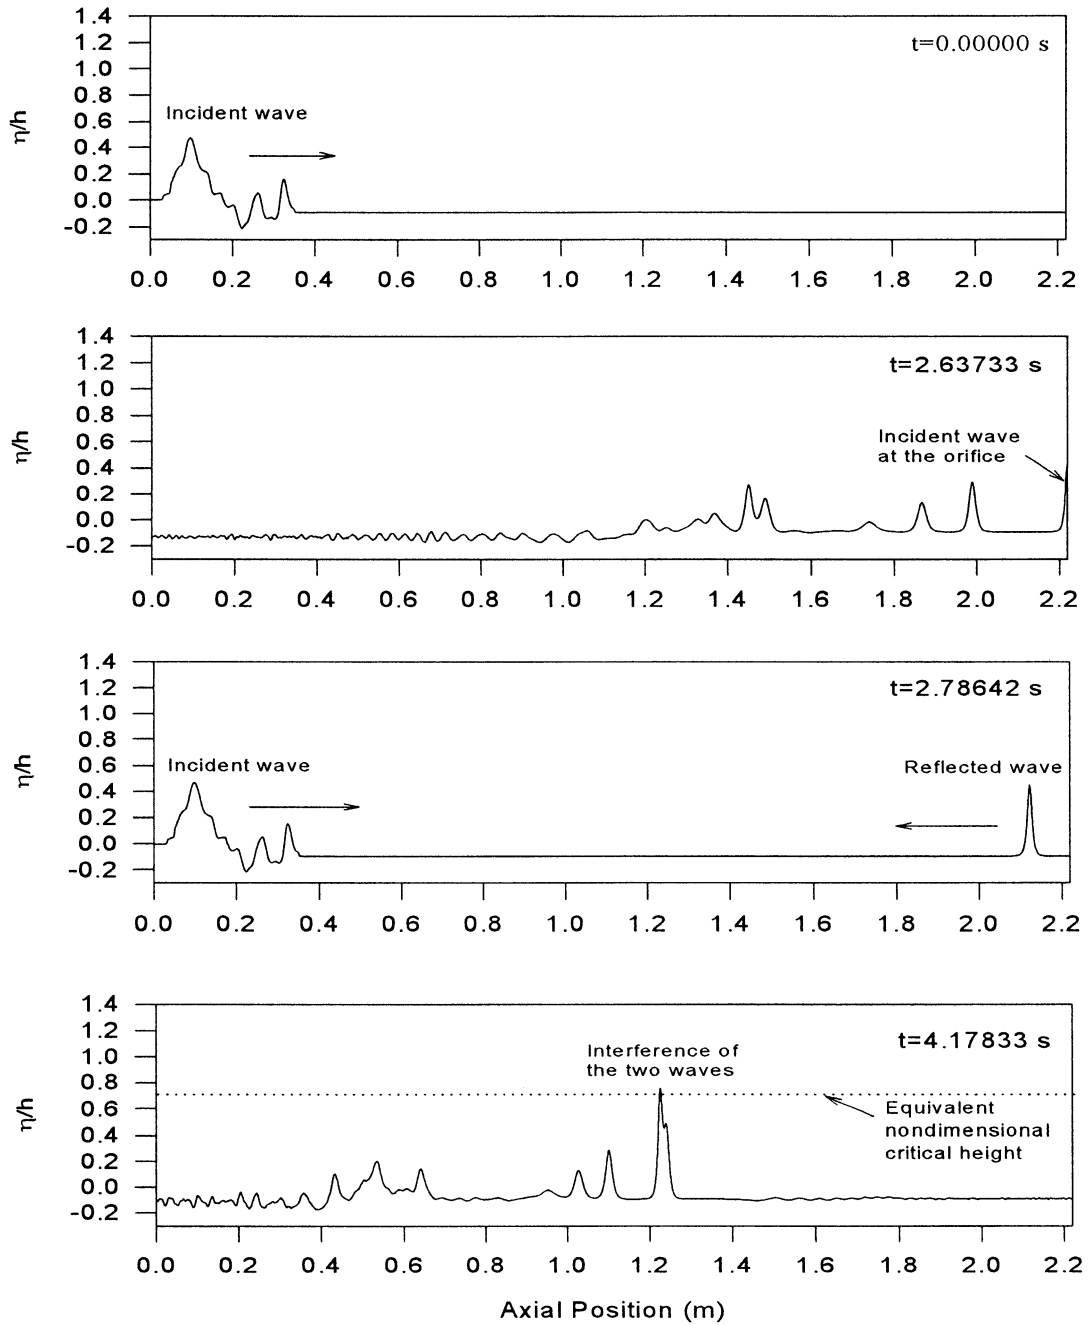 1.4
t=0.00000 s
1.2
1.0
0.8
Incident wave
0.6
η/h
0.4
0.2
0.0
-0.2
0.0 0.2 0.4 0.6 0.8 1.0 1.2 1.4 1.6 1.8 2.0 2.2
1.4
t=2.63733 s
1.2
1.0
0.8
Incident wave
at the orifice
0.6
η/h
0.4
0.2
0.0
-0.2
0.0 0.2 0.4 0.6 0.8 1.0 1.2 1.4 1.6 1.8 2.0 2.2
1.4
t=2.78642 s
1.2
1.0
0.8
Incident wave
Reflected wave
0.6
η/h
0.4
0.2
0.0
-0.2
0.0 0.2 0.4 0.6 0.8 1.0 1.2 1.4 1.6 1.8 2.0 2.2
1.4
t=4.17833 s
1.2
Interference of
the two waves
1.0
0.8
Equivalent
nondimensional
critical height
0.6
η/h
0.4
0.2
0.0
-0.2
0.0 0.2 0.4 0.6 0.8 1.0 1.2 1.4 1.6 1.8 2.0 2.2
Axial Position (m)